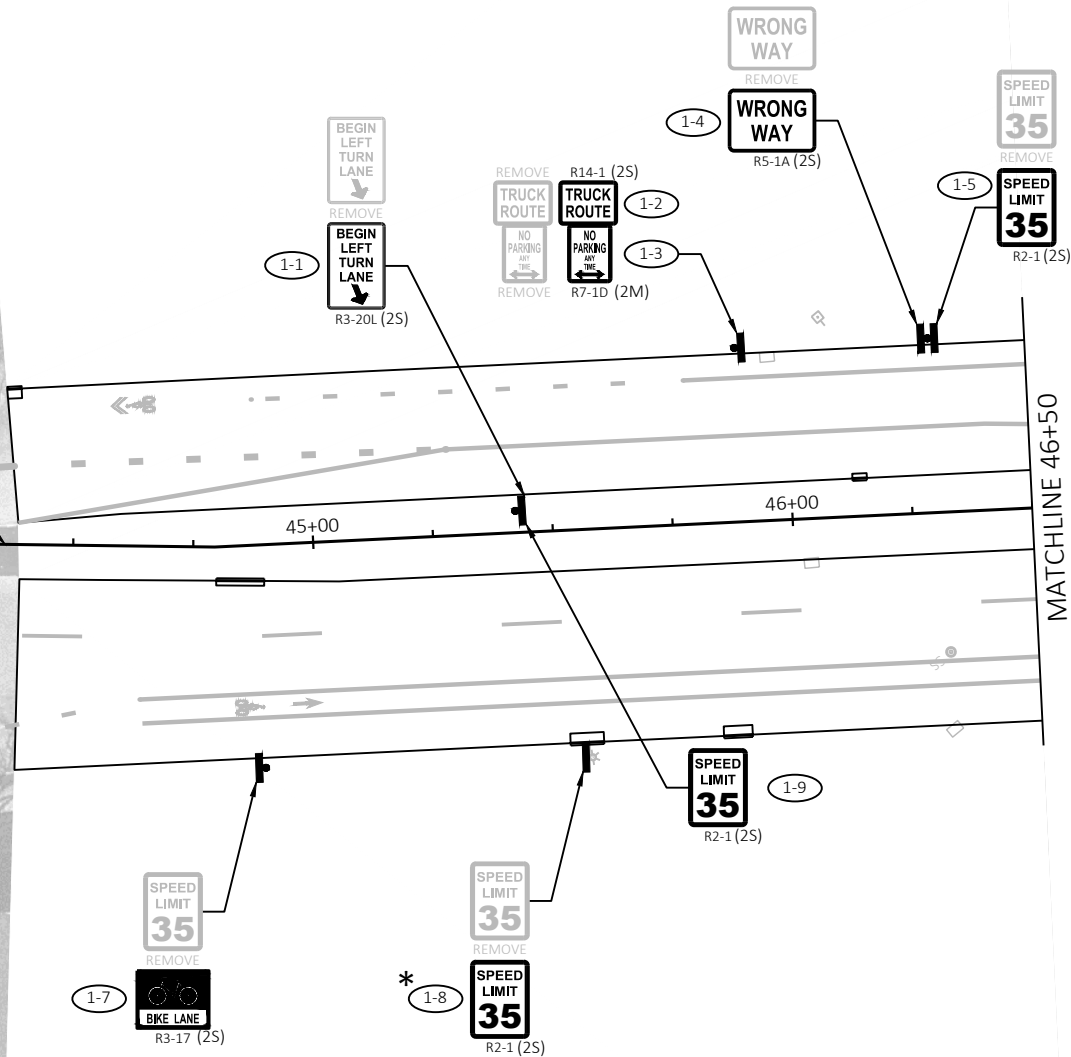 WRONG
WAY
REMOVE
WRONG
WAY
1-4
R5-1A (2S)
SPEED
LIMIT
35
REMOVE
1-5
SPEED
LIMIT
35
R2-1 (2S)
BEGIN
LEFT
TURN
LANE
REMOVE
1-1
BEGIN
LEFT
TURN
LANE
R3-20L (2S)
REMOVE
TRUCK
ROUTE
NO
PARKING
ANY
TIME
REMOVE
R14-1 (2S)
TRUCK
ROUTE
1-2
NO
PARKING
ANY
TIME
1-3
R7-1D (2M)
45+00
46+00
MATCHLINE 46+50
SS
SPEED
LIMIT
35
1-9
R2-1 (2S)
SPEED
LIMIT
35
REMOVE
1-7
BIKE LANE
R3-17 (2S)
SPEED
LIMIT
35
REMOVE
* 1-8
SPEED
LIMIT
35
R2-1 (2S)